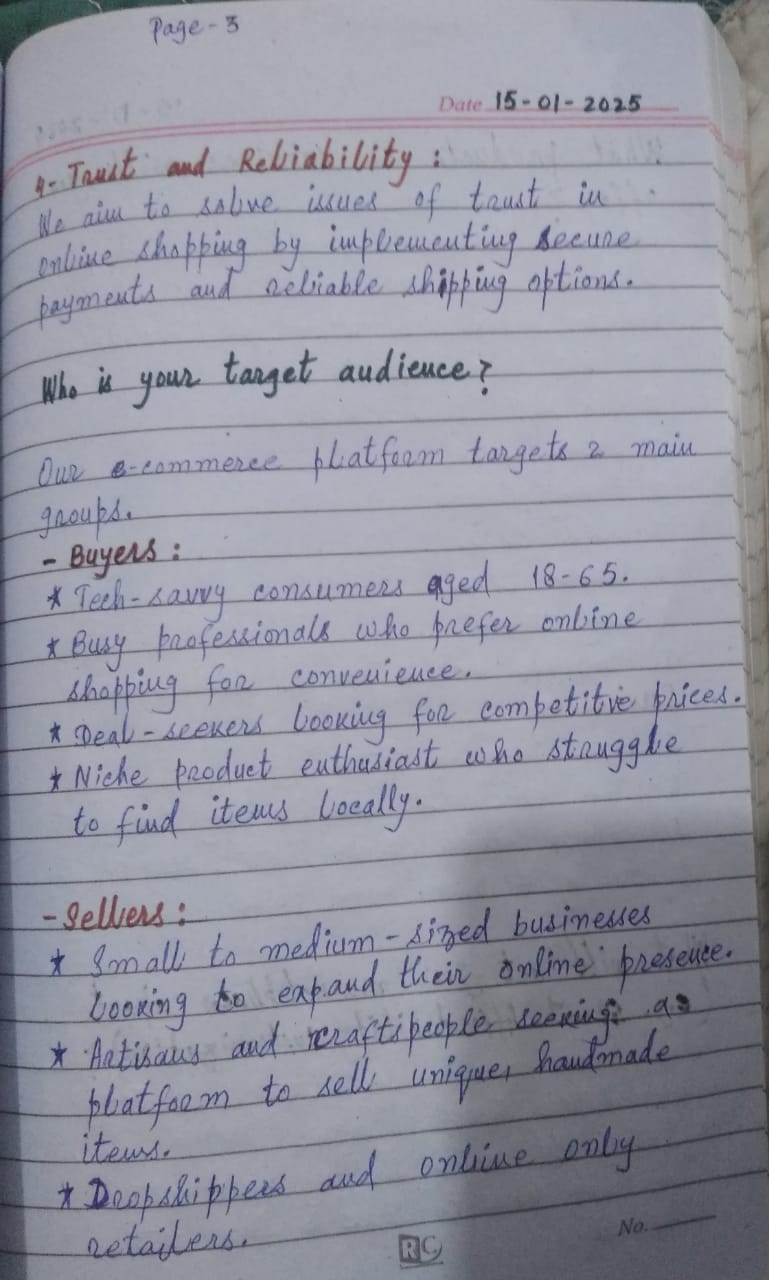 Page - 3
Date 15-01-2025
4- Trust and Reliability :
We aim to solve issues of trust in
online shopping by implementing secure
payments and reliable shipping options.
Who is your target audience?
Our e-commerce platform targets 2 main
groups.
- Buyers :
* Tech-savvy consumers aged 18-65.
* Busy professionals who prefer online
shopping for convenience.
* Deal-seekers looking for competitve prices.
* Niche product enthusiast who struggle
to find items locally.
- Sellers :
* Small to medium-sized businesses
looking to expand their online presence.
* Artisans and craftspeople seeking a
platform to sell unique, handmade
items.
* Dropshippers and online only
retailers.
RC
No.